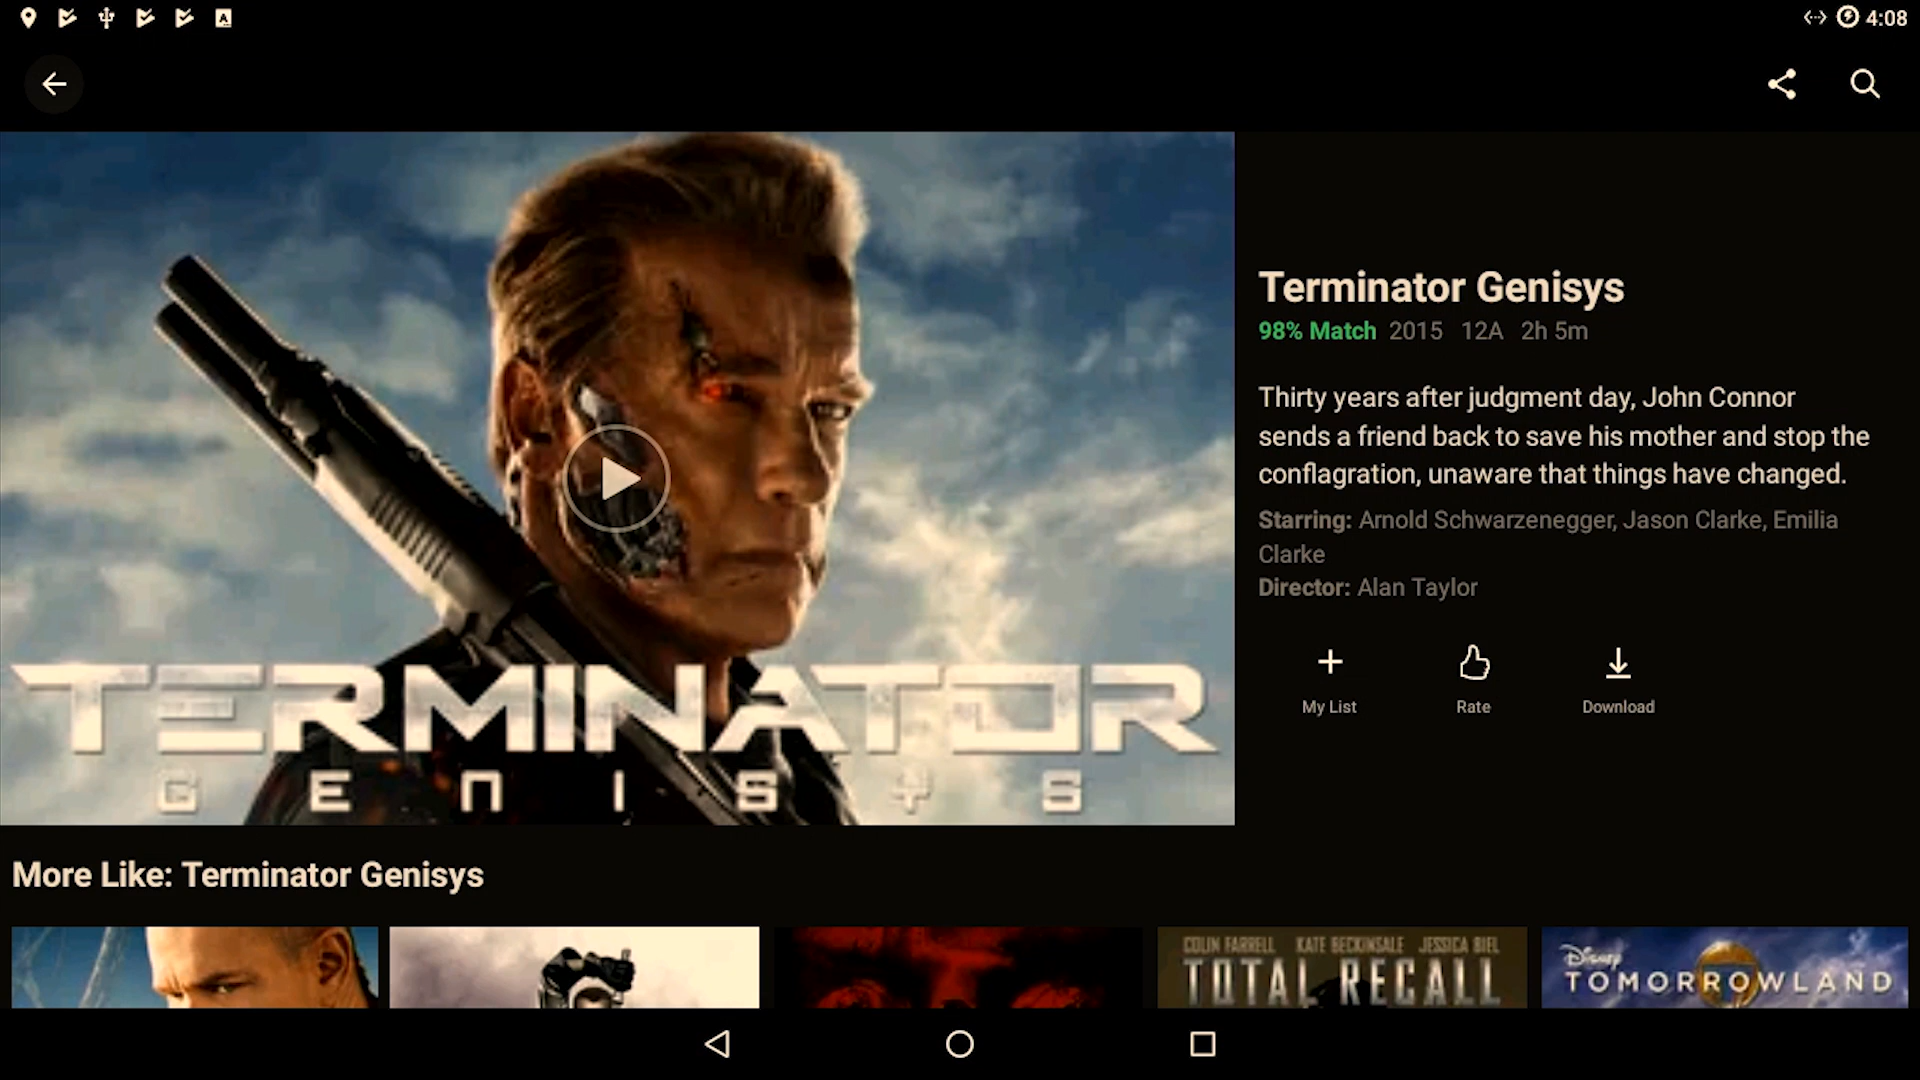 4:08
TERMINATOR
GENISYS
Terminator Genisys
98% Match 2015 12A 2h 5m
Thirty years after judgment day, John Connor
sends a friend back to save his mother and stop the
conflagration, unaware that things have changed.
Starring: Arnold Schwarzenegger, Jason Clarke, Emilia
Clarke
Director: Alan Taylor
My List Rate Download
More Like: Terminator Genisys
COLIN FARRELL KATE BECKINSALE JESSICA BIEL
TOTAL RECALL
Disney
TOMORROWLAND